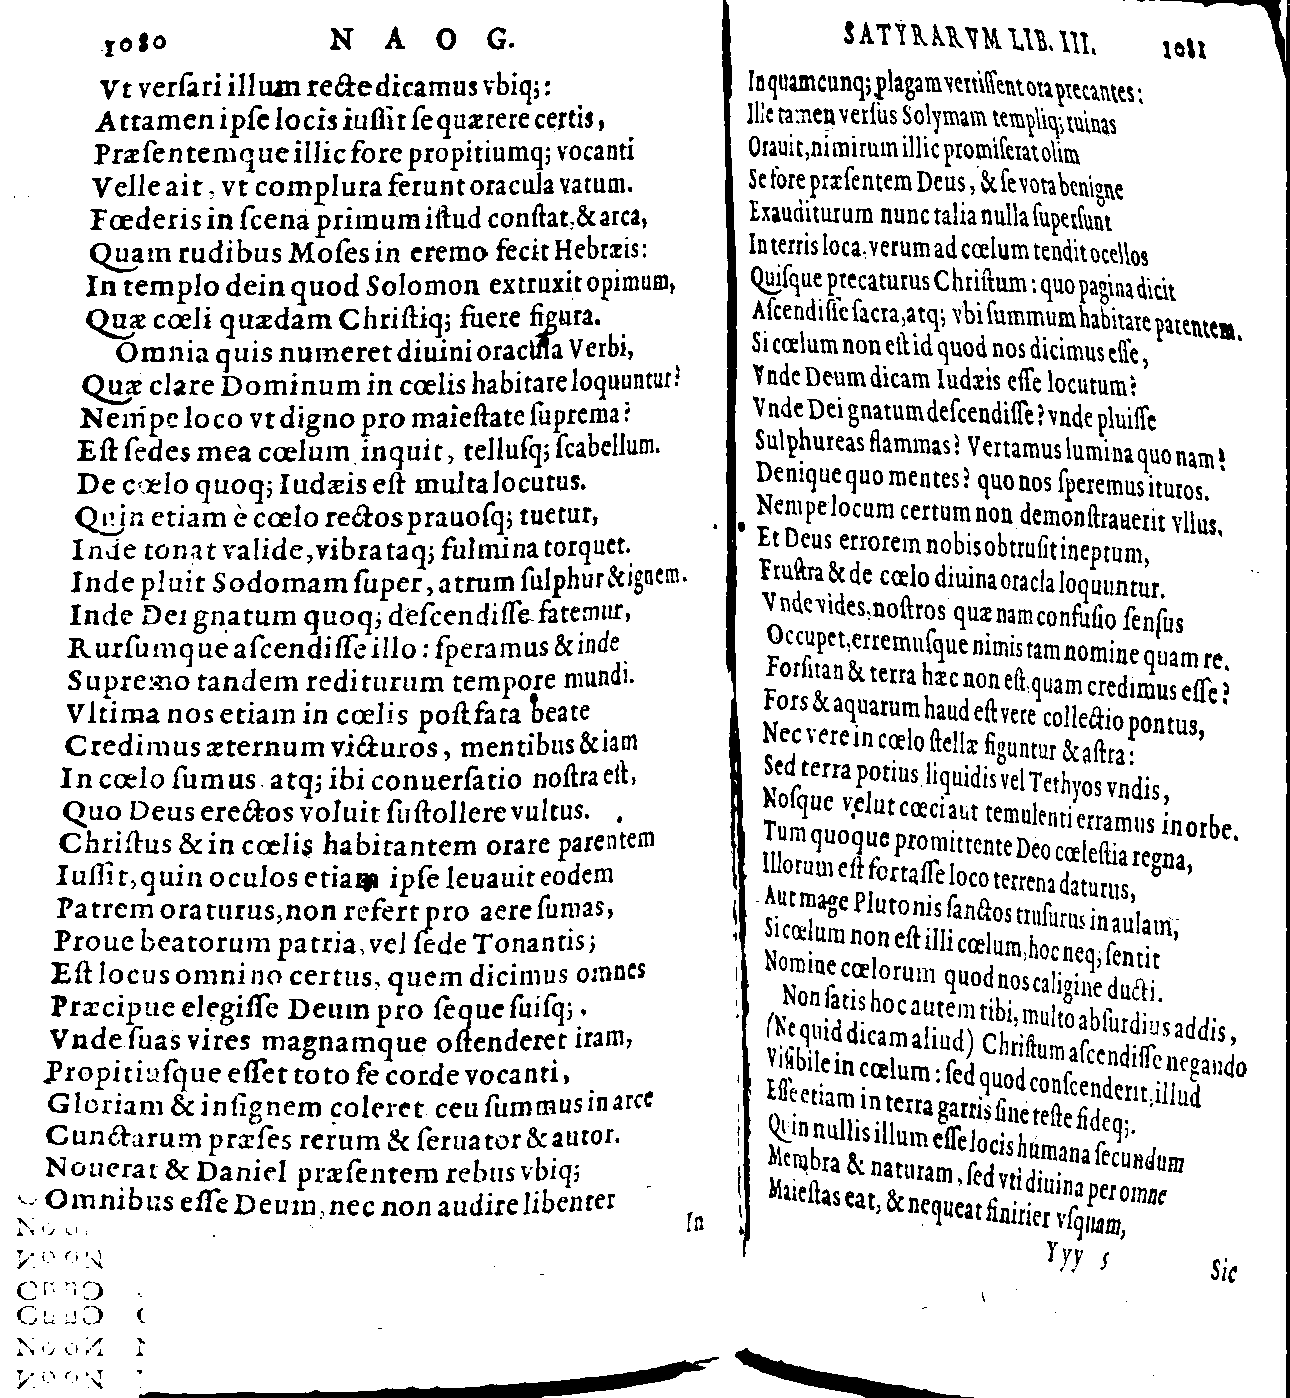 1080 N A O G.
Vt verſari illum recte dicamus vbiq;:
Attamen ipſe locis iuſſit ſe quærere certis,
Præſentemque illic fore propitiumq; vocanti
Velle ait, vt complura ferunt oracula vatum.
Fœderis in ſcena primum iſtud conſtat, & arca,
Quam rudibus Moſes in eremo fecit Hebræis:
In templo dein quod Solomon extruxit opimum,
Quæ cœli quædam Chriſtiq; fuere figura.
Omnia quis numeret diuini oracula Verbi,
Quæ clare Dominum in cœlis habitare loquuntur?
Nempe loco vt digno pro maieſtate ſuprema?
Eſt ſedes mea cœlum inquit, telluſq; ſcabellum.
De cœlo quoq; Iudæis eſt multa locutus.
Quin etiam è cœlo rectos prauoſq; tuetur,
Inde tonat valide, vibrataq; fulmina torquet.
Inde pluit Sodomam ſuper, atrum ſulphur & ignem.
Inde Dei gnatum quoq; deſcendiſſe fatemur,
Rurſumque aſcendiſſe illo: ſperamus & inde
Supremo tandem rediturum tempore mundi.
Vltima nos etiam in cœlis poſt fata beate
Credimus æternum victuros, mentibus & iam
In cœlo ſumus atq; ibi conuerſatio noſtra eſt,
Quo Deus erectos voluit ſuſtollere vultus.
Chriſtus & in cœlis habitantem orare parentem
Iuſſit, quin oculos etiam ipſe leuauit eodem
Patrem oraturus, non refert pro aere ſumas,
Proue beatorum patria, vel ſede Tonantis;
Eſt locus omnino certus, quem dicimus omnes
Præcipue elegiſſe Deum pro ſeque ſuiſq;.
Vnde ſuas vires magnamque oſtenderet iram,
Propitiuſque eſſet toto ſe corde vocanti,
Gloriam & inſignem coleret ceu ſummus in arce
Cunctarum præſes rerum & ſeruator & autor.
Nouerat & Daniel præſentem rebus vbiq;
Omnibus eſſe Deum, nec non audire libenter
In
SATYRARVM LIB. III. 1081
In quamcunq; plagam vertiſſent ora precantes:
Ille tamen verſus Solymam templiq; ruinas
Orauit, nimirum illic promiſerat olim
Se fore præſentem Deus, & ſe vota benigne
Exauditurum nunc talia nulla ſuperſunt
In terris loca. verum ad cœlum tendit ocellos
Quiſque precaturus Chriſtum: quo pagina dicit
Aſcendiſſe ſacra, atq; vbi ſummum habitare parentem.
Si cœlum non eſt id quod nos dicimus eſſe,
Vnde Deum dicam Iudæis eſſe locutum?
Vnde Dei gnatum deſcendiſſe? vnde pluiſſe
Sulphureas flammas? Vertamus lumina quo nam?
Denique quo mentes? quo nos ſperemus ituros.
Nempe locum certum non demonſtrauerit vllus.
Et Deus errorem nobis obtruſit ineptum,
Fruſtra & de cœlo diuina oracla loquuntur.
Vnde vides, noſtros quæ nam confuſio ſenſus
Occupet, erremuſque nimis tam nomine quam re.
Forſitan & terra hæc non eſt, quam credimus eſſe?
Fors & aquarum haud eſt vere collectio pontus,
Nec vere in cœlo ſtellæ figuntur & aſtra:
Sed terra potius liquidis vel Tethyos vndis,
Noſque velut cœci aut temulenti erramus in orbe.
Tum quoque promittente Deo cœleſtia regna,
Illorum eſt fortaſſe loco terrena daturus,
Aut mage Plutonis ſanctos truſurus in aulam,
Si cœlum non eſt illi cœlum, hoc neq; ſentit
Nomine cœlorum quod nos caligine ducti.
Non ſatis hoc autem tibi, multo abſurdius addis,
(Ne quid dicam aliud) Chriſtum aſcendiſſe negando
Viſibile in cœlum: ſed quod conſcenderit, illud
Eſſe etiam in terra garris ſine teſte fideq;.
Quin nullis illum eſſe locis humana ſecundum
Membra & naturam, ſed vti diuina per omne
Maieſtas eat, & nequeat finirier vſquam,
Yyy 5 Sic